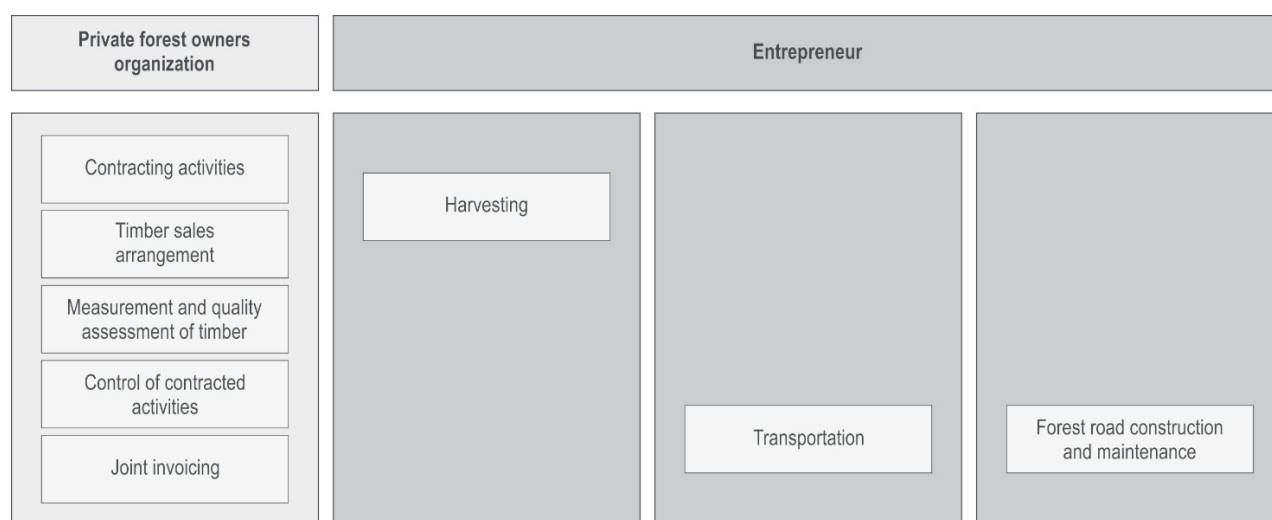 Private forest owners
organization
Entrepreneur
Contracting activities
Timber sales
arrangement
Measurement and quality
assessment of timber
Control of contracted
activities
Joint invoicing
Harvesting
Transportation
Forest road construction
and maintenance